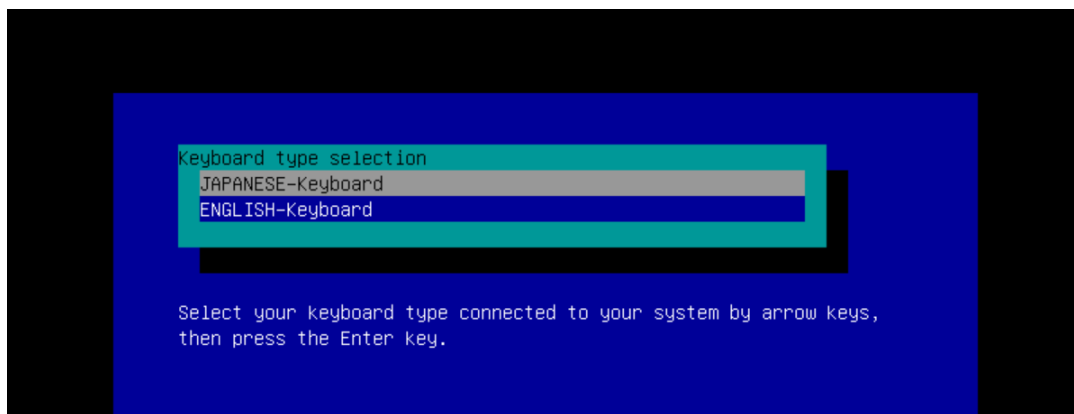 Keyboard type selection
JAPANESE-Keyboard
ENGLISH-Keyboard
Select your keyboard type connected to your system by arrow keys,
then press the Enter key.